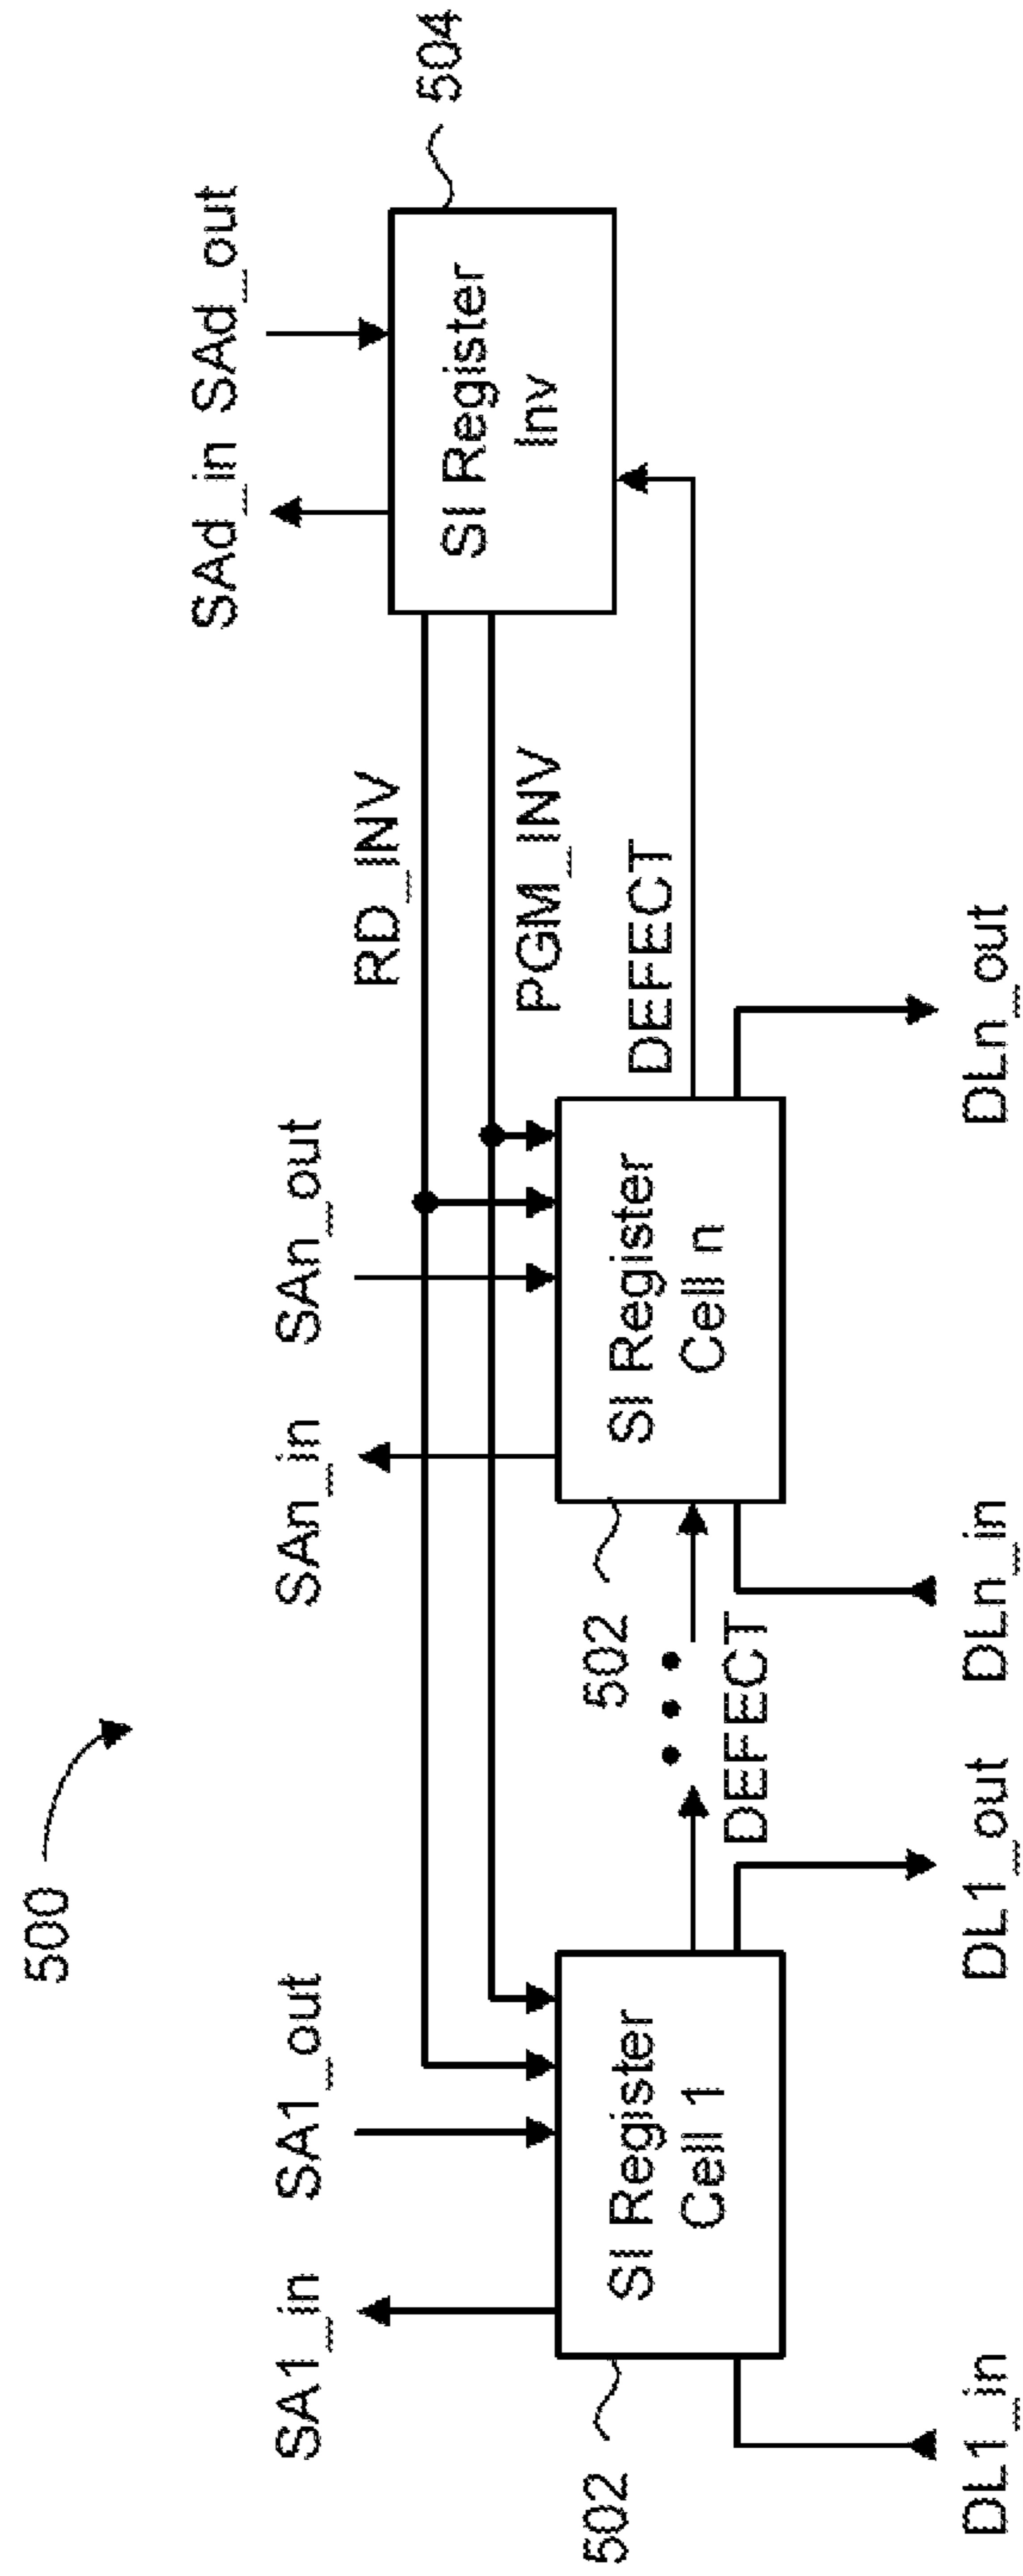 500
SAd_in SAd_out
504
SI Register
Inv
SA1_in SA1_out
SAn_in SAn_out
RD_INV
PGM_INV
DEFECT
502
SI Register
Cell 1
502
SI Register
Cell n
DEFECT
DL1_in
DL1_out
DLn_in
DLn_out